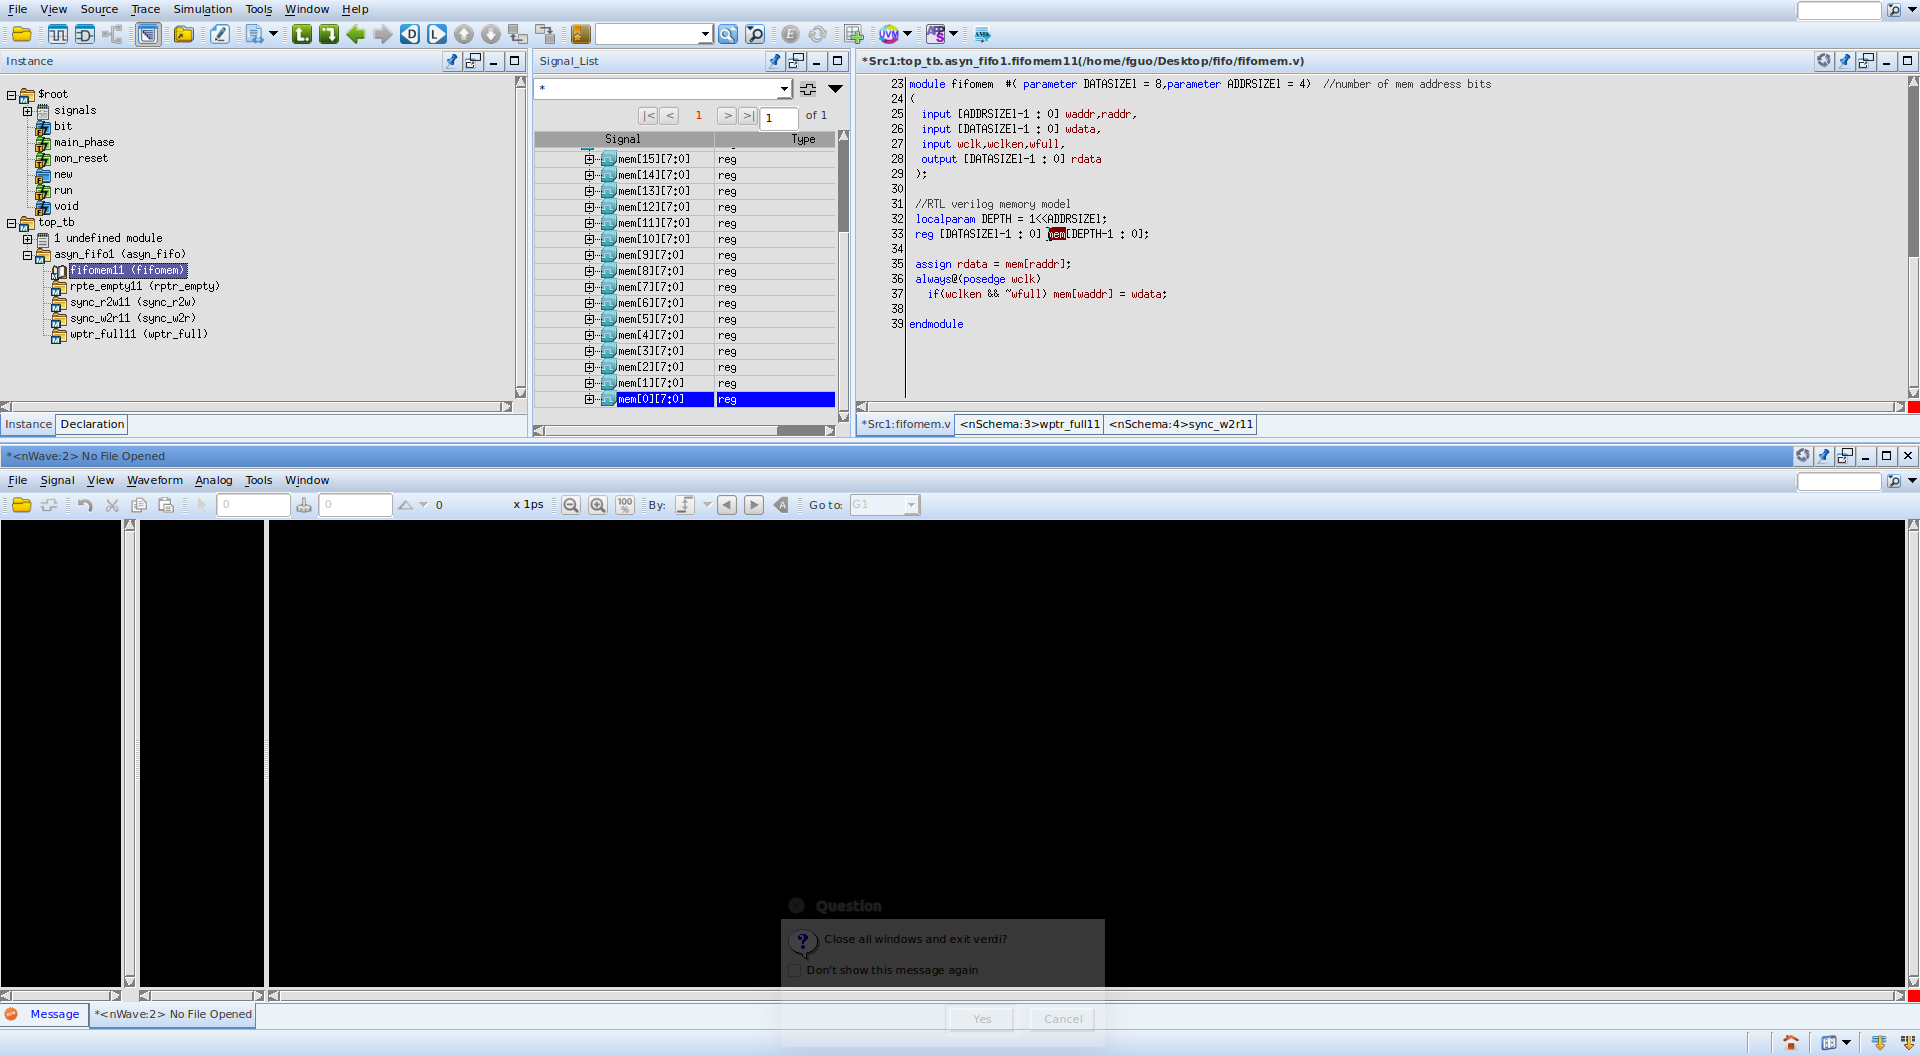 File View Source Trace Simulation Tools Window Help
Instance
$root
signals
bit
main_phase
mon_reset
new
run
void
top_tb
1 undefined module
asyn_fifo1 (asyn_fifo)
fifomem11 (fifomem)
rpte_empty11 (rptr_empty)
sync_r2w11 (sync_r2w)
sync_w2r11 (sync_w2r)
wptr_full11 (wptr_full)
Instance Declaration
Signal_List
*
|< < 1 > >| 1 of 1
Signal Type
mem[15][7:0] reg
mem[14][7:0] reg
mem[13][7:0] reg
mem[12][7:0] reg
mem[11][7:0] reg
mem[10][7:0] reg
mem[9][7:0] reg
mem[8][7:0] reg
mem[7][7:0] reg
mem[6][7:0] reg
mem[5][7:0] reg
mem[4][7:0] reg
mem[3][7:0] reg
mem[2][7:0] reg
mem[1][7:0] reg
mem[0][7:0] reg
*Src1:top_tb.asyn_fifo1.fifomem11(/home/fguo/Desktop/fifo/fifomem.v)
23 module fifomem #( parameter DATASIZE1 = 8,parameter ADDRSIZE1 = 4) //number of mem address bits
24 (
25 input [ADDRSIZE1-1 : 0] waddr,raddr,
26 input [DATASIZE1-1 : 0] wdata,
27 input wclk,wclken,wfull,
28 output [DATASIZE1-1 : 0] rdata
29 );
30
31 //RTL verilog memory model
32 localparam DEPTH = 1<<ADDRSIZE1;
33 reg [DATASIZE1-1 : 0] mem[DEPTH-1 : 0];
34
35 assign rdata = mem[raddr];
36 always@(posedge wclk)
37 if(wclken && ~wfull) mem[waddr] = wdata;
38
39 endmodule
*Src1:fifomem.v <nSchema:3>wptr_full11 <nSchema:4>sync_w2r11
*<nWave:2> No File Opened
File Signal View Waveform Analog Tools Window
0 0 0 x 1ps 100% By: Go to: G1
Question
Close all windows and exit verdi?
Don't show this message again
Yes Cancel
Message *<nWave:2> No File Opened